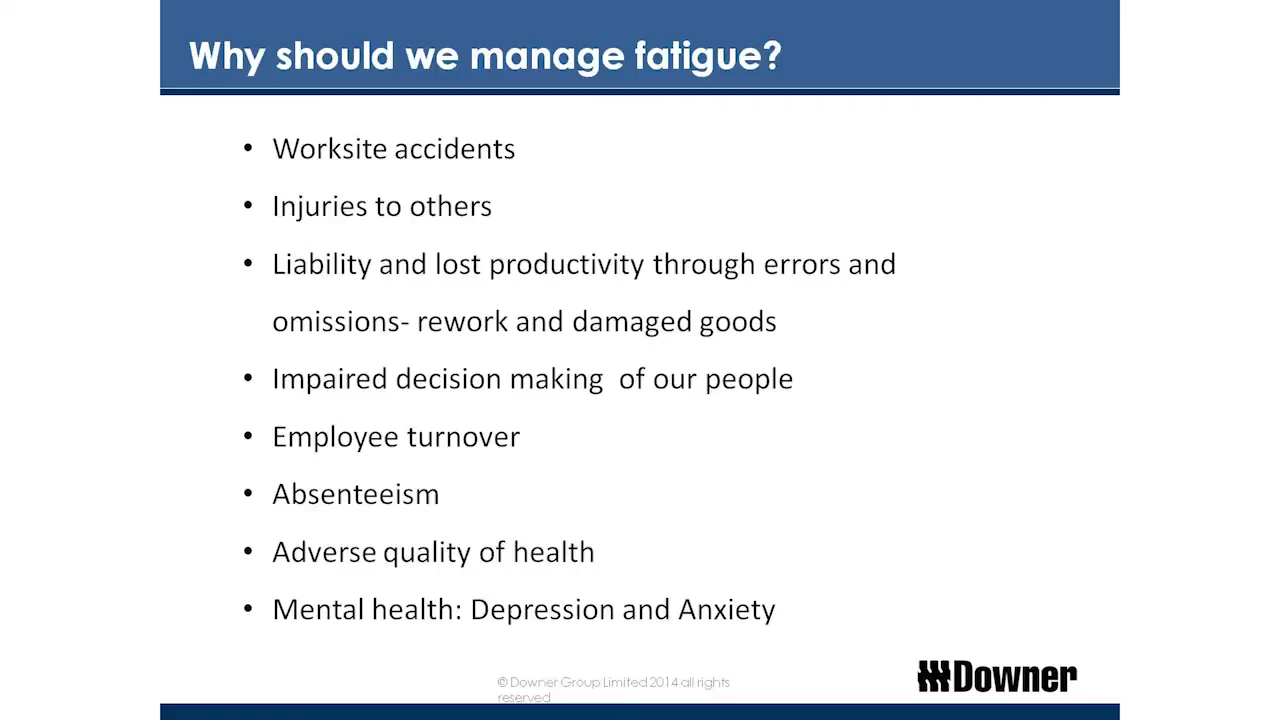 Why should we manage fatigue?
• Worksite accidents
• Injuries to others
• Liability and lost productivity through errors and
omissions- rework and damaged goods
• Impaired decision making  of our people
• Employee turnover
• Absenteeism
• Adverse quality of health
• Mental health: Depression and Anxiety
© Downer Group Limited 2014 all rights
reserved
Downer